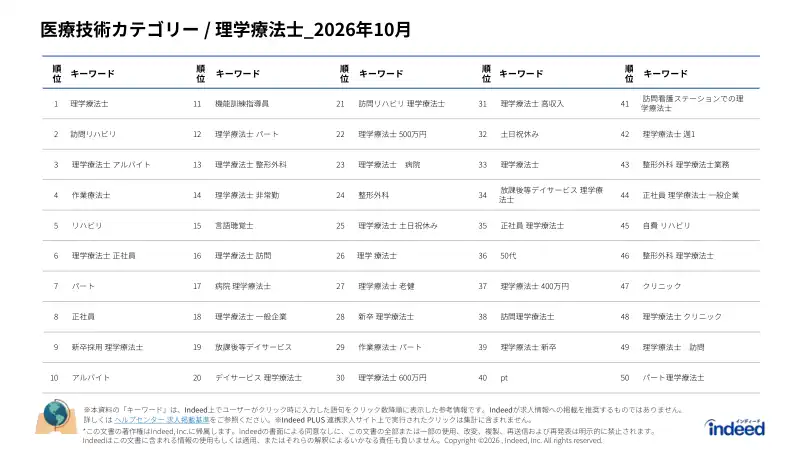 医療技術カテゴリー / 理学療法士_2026年10月
順位 キーワード 順位 キーワード 順位 キーワード 順位 キーワード 順位 キーワード
1 理学療法士 11 機能訓練指導員 21 訪問リハビリ 理学療法士 31 理学療法士 高収入 41 訪問看護ステーションでの理学療法士
2 訪問リハビリ 12 理学療法士 パート 22 理学療法士 500万円 32 土日祝休み 42 理学療法士 週1
3 理学療法士 アルバイト 13 理学療法士 整形外科 23 理学療法士　病院 33 理学療法士 43 整形外科 理学療法士業務
4 作業療法士 14 理学療法士 非常勤 24 整形外科 34 放課後等デイサービス 理学療法士 44 正社員 理学療法士 一般企業
5 リハビリ 15 言語聴覚士 25 理学療法士 土日祝休み 35 正社員 理学療法士 45 自費 リハビリ
6 理学療法士 正社員 16 理学療法士 訪問 26 理学 療法士 36 50代 46 整形外科 理学療法士
7 パート 17 病院 理学療法士 27 理学療法士 老健 37 理学療法士 400万円 47 クリニック
8 正社員 18 理学療法士 一般企業 28 新卒 理学療法士 38 訪問理学療法士 48 理学療法士 クリニック
9 新卒採用 理学療法士 19 放課後等デイサービス 29 作業療法士 パート 39 理学療法士 新卒 49 理学療法士　訪問
10 アルバイト 20 デイサービス 理学療法士 30 理学療法士 600万円 40 pt 50 パート理学療法士
※本資料の「キーワード」は、Indeed上でユーザーがクリック時に入力した語句をクリック数降順に表示した参考情報です。Indeedが求人情報への掲載を推奨するものではありません。
詳しくは ヘルプセンター 求人掲載基準をご参照ください。※Indeed PLUS 連携求人サイト上で実行されたクリックは集計に含まれません。
*この文書の著作権はIndeed, Inc.に帰属します。Indeedの書面による同意なしに、この文書の全部または一部の使用、改変、複製、再送信および再発表は明示的に禁止されます。
Indeedはこの文書に含まれる情報の使用もしくは適用、またはそれらの解釈によるいかなる責任も負いません。Copyright ©2026 , Indeed, Inc. All rights reserved.
インディード
indeed